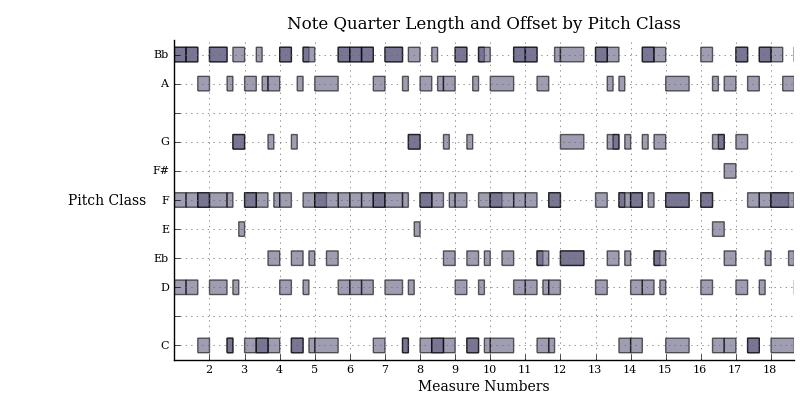 Note Quarter Length and Offset by Pitch Class
Bb
A
G
F#
Pitch Class
F
E
Eb
D
C
2 3 4 5 6 7 8 9 10 11 12 13 14 15 16 17 18
Measure Numbers